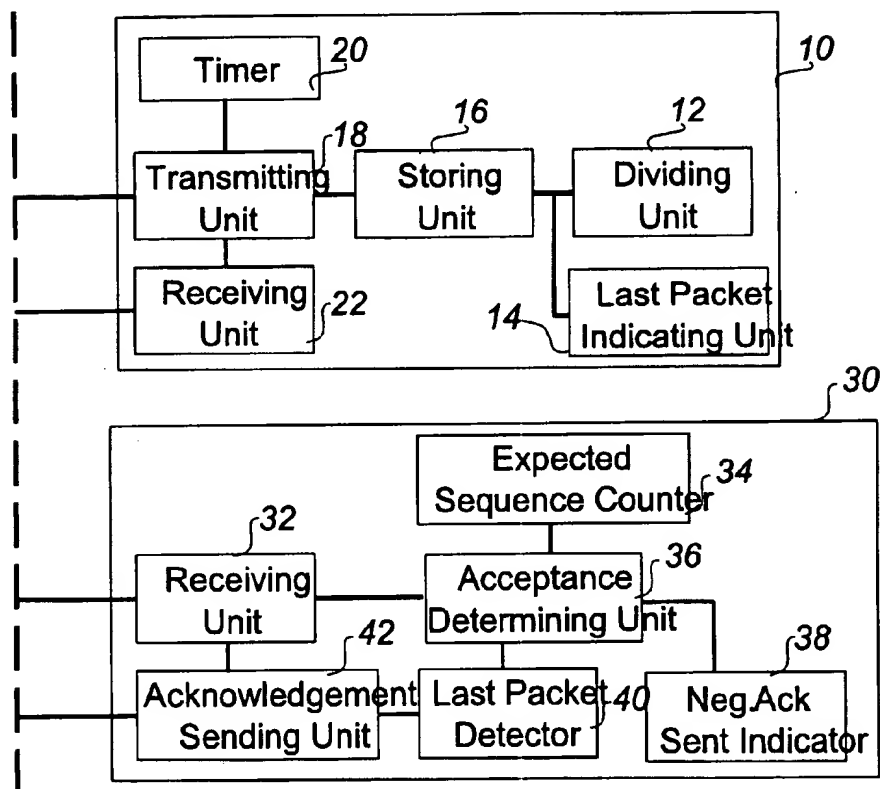 Timer
20
10
18
16
12
Transmitting
Unit
Storing
Unit
Dividing
Unit
Receiving
Unit
22
14
Last Packet
Indicating Unit
30
Expected
Sequence Counter
34
32
Receiving
Unit
Acceptance
Determining Unit
36
42
38
Acknowledgement
Sending Unit
Last Packet
Detector
40
Neg.Ack
Sent Indicator